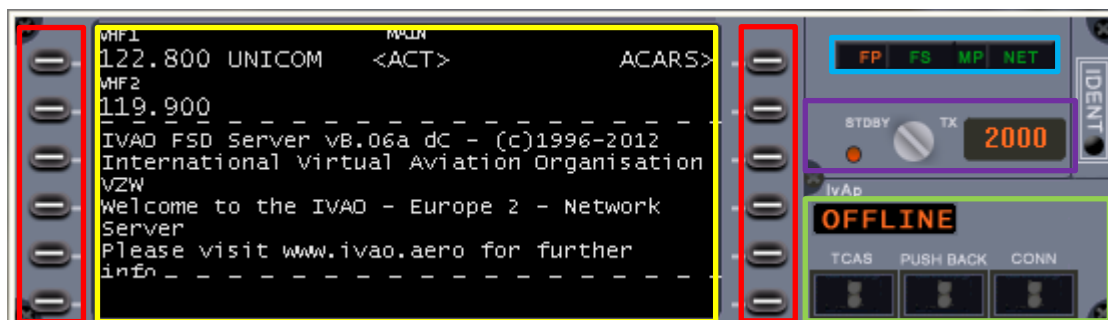 VHF1 MAIN
122.800 UNICOM <ACT> ACARS>
VHF2
119.900
IVAO FSD Server vB.06a dC - (c)1996-2012
International Virtual Aviation Organisation
VZW
Welcome to the IVAO - Europe 2 - Network
Server
Please visit www.ivao.aero for further
info
FP FS MP NET
IDENT
STDBY TX 2000
IvAp
OFFLINE
TCAS PUSH BACK CONN